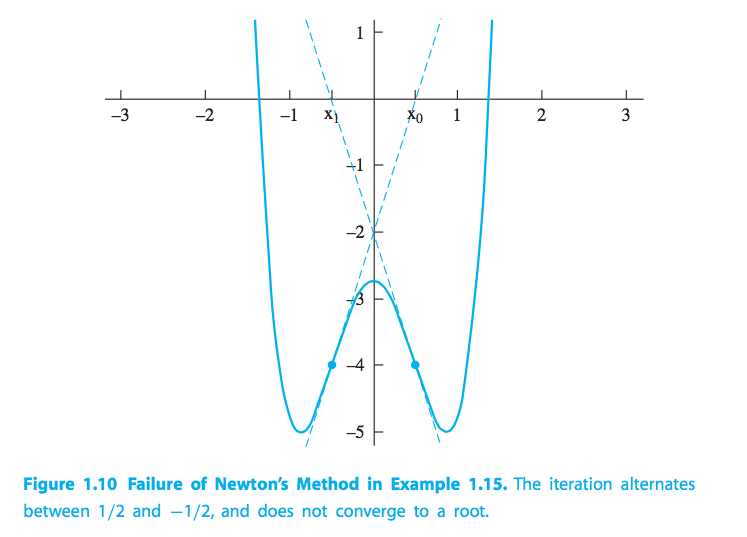 1
–3 –2 –1 x1 x0 1 2 3
–1
–2
–3
–4
–5
Figure 1.10 Failure of Newton's Method in Example 1.15. The iteration alternates
between 1/2 and −1/2, and does not converge to a root.